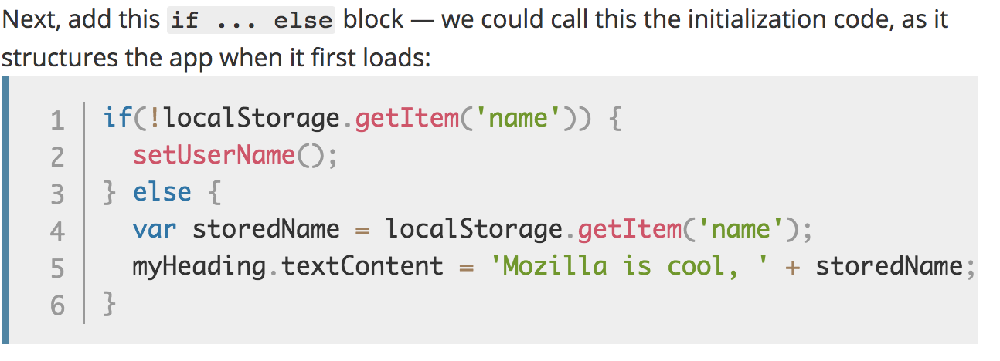 Next, add this if ... else block — we could call this the initialization code, as it
structures the app when it first loads:
1 if(!localStorage.getItem('name')) {
2   setUserName();
3 } else {
4   var storedName = localStorage.getItem('name');
5   myHeading.textContent = 'Mozilla is cool, ' + storedName;
6 }